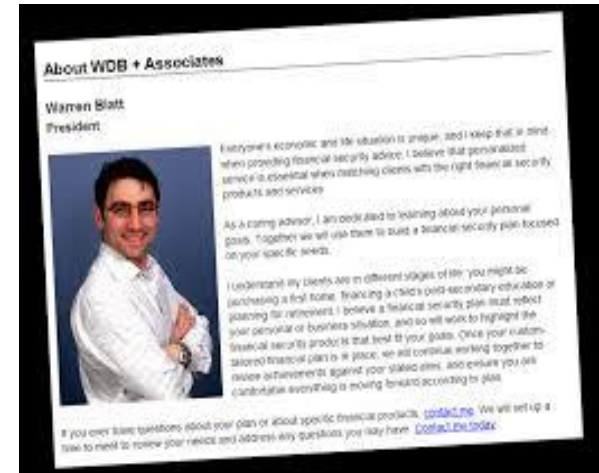 About WDB + Associates
Warren Blatt
President
Everyone's economic and life situation is unique, and I keep that in mind
when providing financial security advice. I believe that personalized
service is essential when matching clients with the right financial security
products and services.
As a caring advisor, I am dedicated to learning about your personal
goals. Together we will use them to build a financial security plan focused
on your specific needs.
I understand my clients are in different stages of life: you might be
purchasing a first home, financing a child's post-secondary education or
planning for retirement. I believe a financial security plan must reflect
your personal or business situation, and so will work to highlight the
financial security products that best fit your goals. Once your custom-
tailored financial plan is in place, we will continue working together to
review achievements against your stated aims, and ensure you are
comfortable everything is moving forward according to plan.
If you ever have questions about your plan or about specific financial products, contact me. We will set up a
time to meet to review your needs and address any questions you may have. Contact me today.